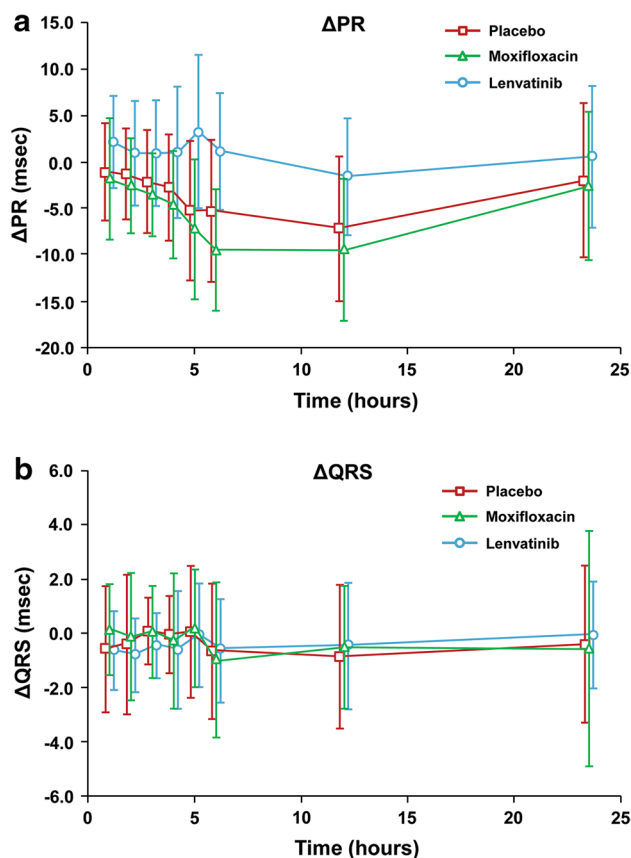 a
ΔPR
15.0
10.0
5.0
0.0
-5.0
-10.0
-15.0
-20.0
ΔPR (msec)
Placebo
Moxifloxacin
Lenvatinib
0 5 10 15 20 25
Time (hours)
b
ΔQRS
6.0
4.0
2.0
0.0
-2.0
-4.0
-6.0
ΔQRS (msec)
Placebo
Moxifloxacin
Lenvatinib
0 5 10 15 20 25
Time (hours)